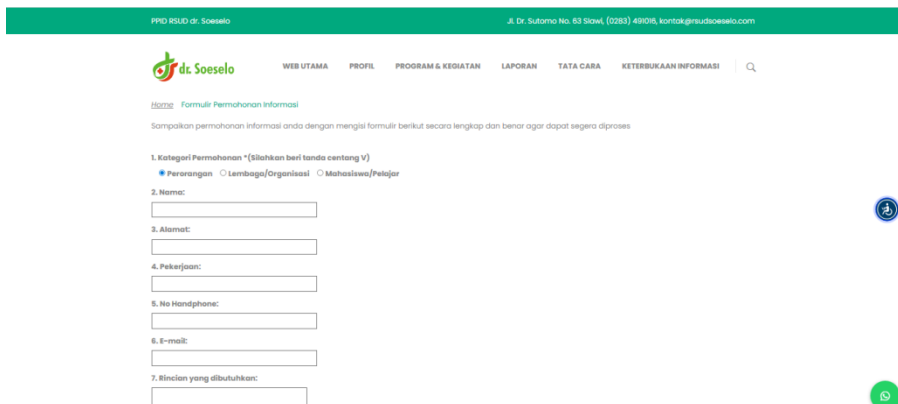 PPID RSUD dr. Soeselo
Jl. Dr. Sutomo No. 63 Slawi, (0283) 491016, kontak@rsudsoeselo.com
dr. Soeselo
WEB UTAMA PROFIL PROGRAM & KEGIATAN LAPORAN TATA CARA KETERBUKAAN INFORMASI
Home Formulir Permohonan Informasi
Sampaikan permohonan informasi anda dengan mengisi formulir berikut secara lengkap dan benar agar dapat segera diproses
1. Kategori Permohonan *(Silahkan beri tanda centang V)
Perorangan Lembaga/Organisasi Mahasiswa/Pelajar
2. Nama:
3. Alamat:
4. Pekerjaan:
5. No Handphone:
6. E-mail:
7. Rincian yang dibutuhkan: